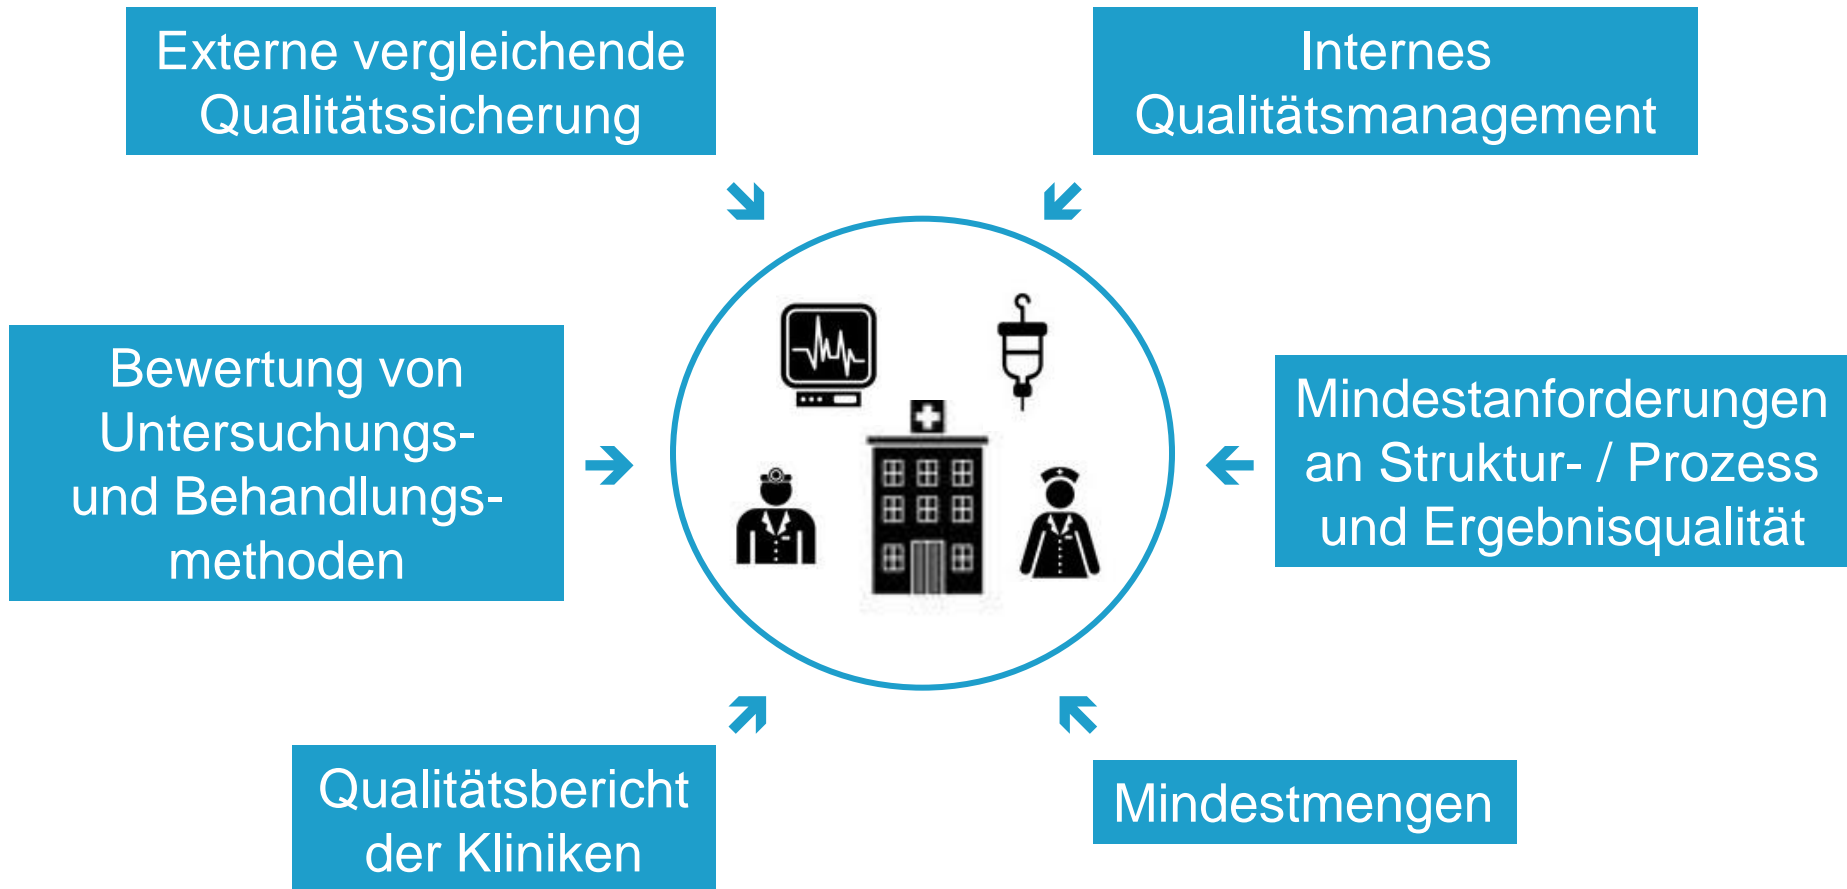 Externe vergleichende
Qualitätssicherung
Internes
Qualitätsmanagement
Bewertung von
Untersuchungs-
und Behandlungs-
methoden
Mindestanforderungen
an Struktur- / Prozess
und Ergebnisqualität
Qualitätsbericht
der Kliniken
Mindestmengen